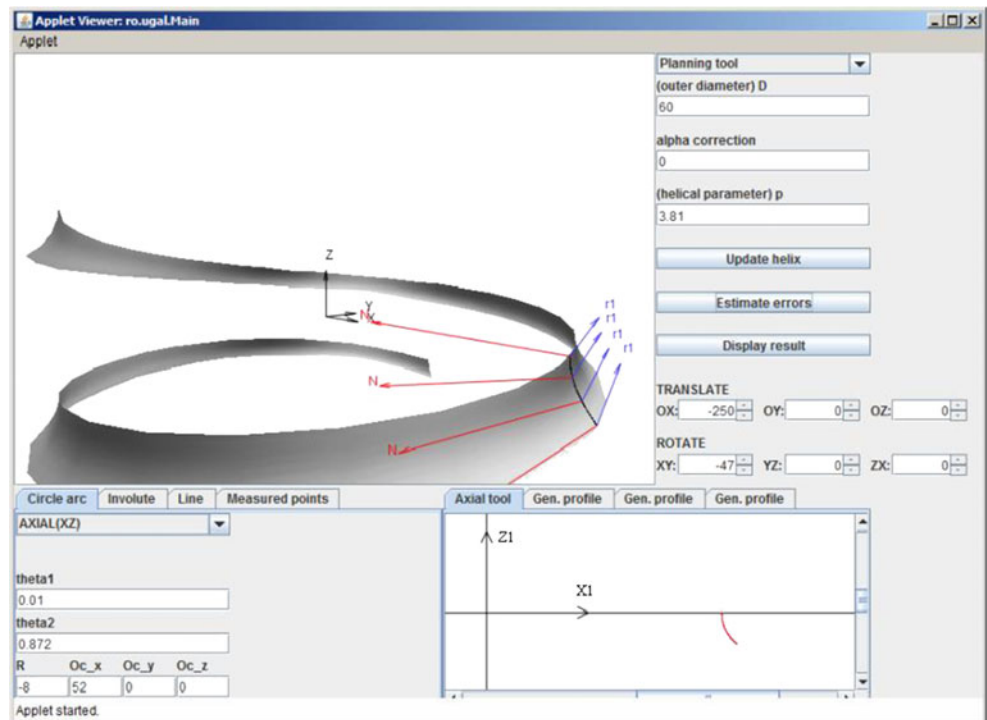 Applet Viewer: ro.ugal.Main
Applet
Planning tool
(outer diameter) D
60
alpha correction
0
(helical parameter) p
3.81
Update helix
Estimate errors
Display result
TRANSLATE
OX: -250 OY: 0 OZ: 0
ROTATE
XY: -47 YZ: 0 ZX: 0
Z
Y
X
N
N
N
r1
r1
r1
r1
Circle arc Involute Line Measured points
AXIAL(XZ)
theta1
0.01
theta2
0.872
R Oc_x Oc_y Oc_z
-8 52 0 0
Axial tool Gen. profile Gen. profile Gen. profile
Z1
X1
Applet started.